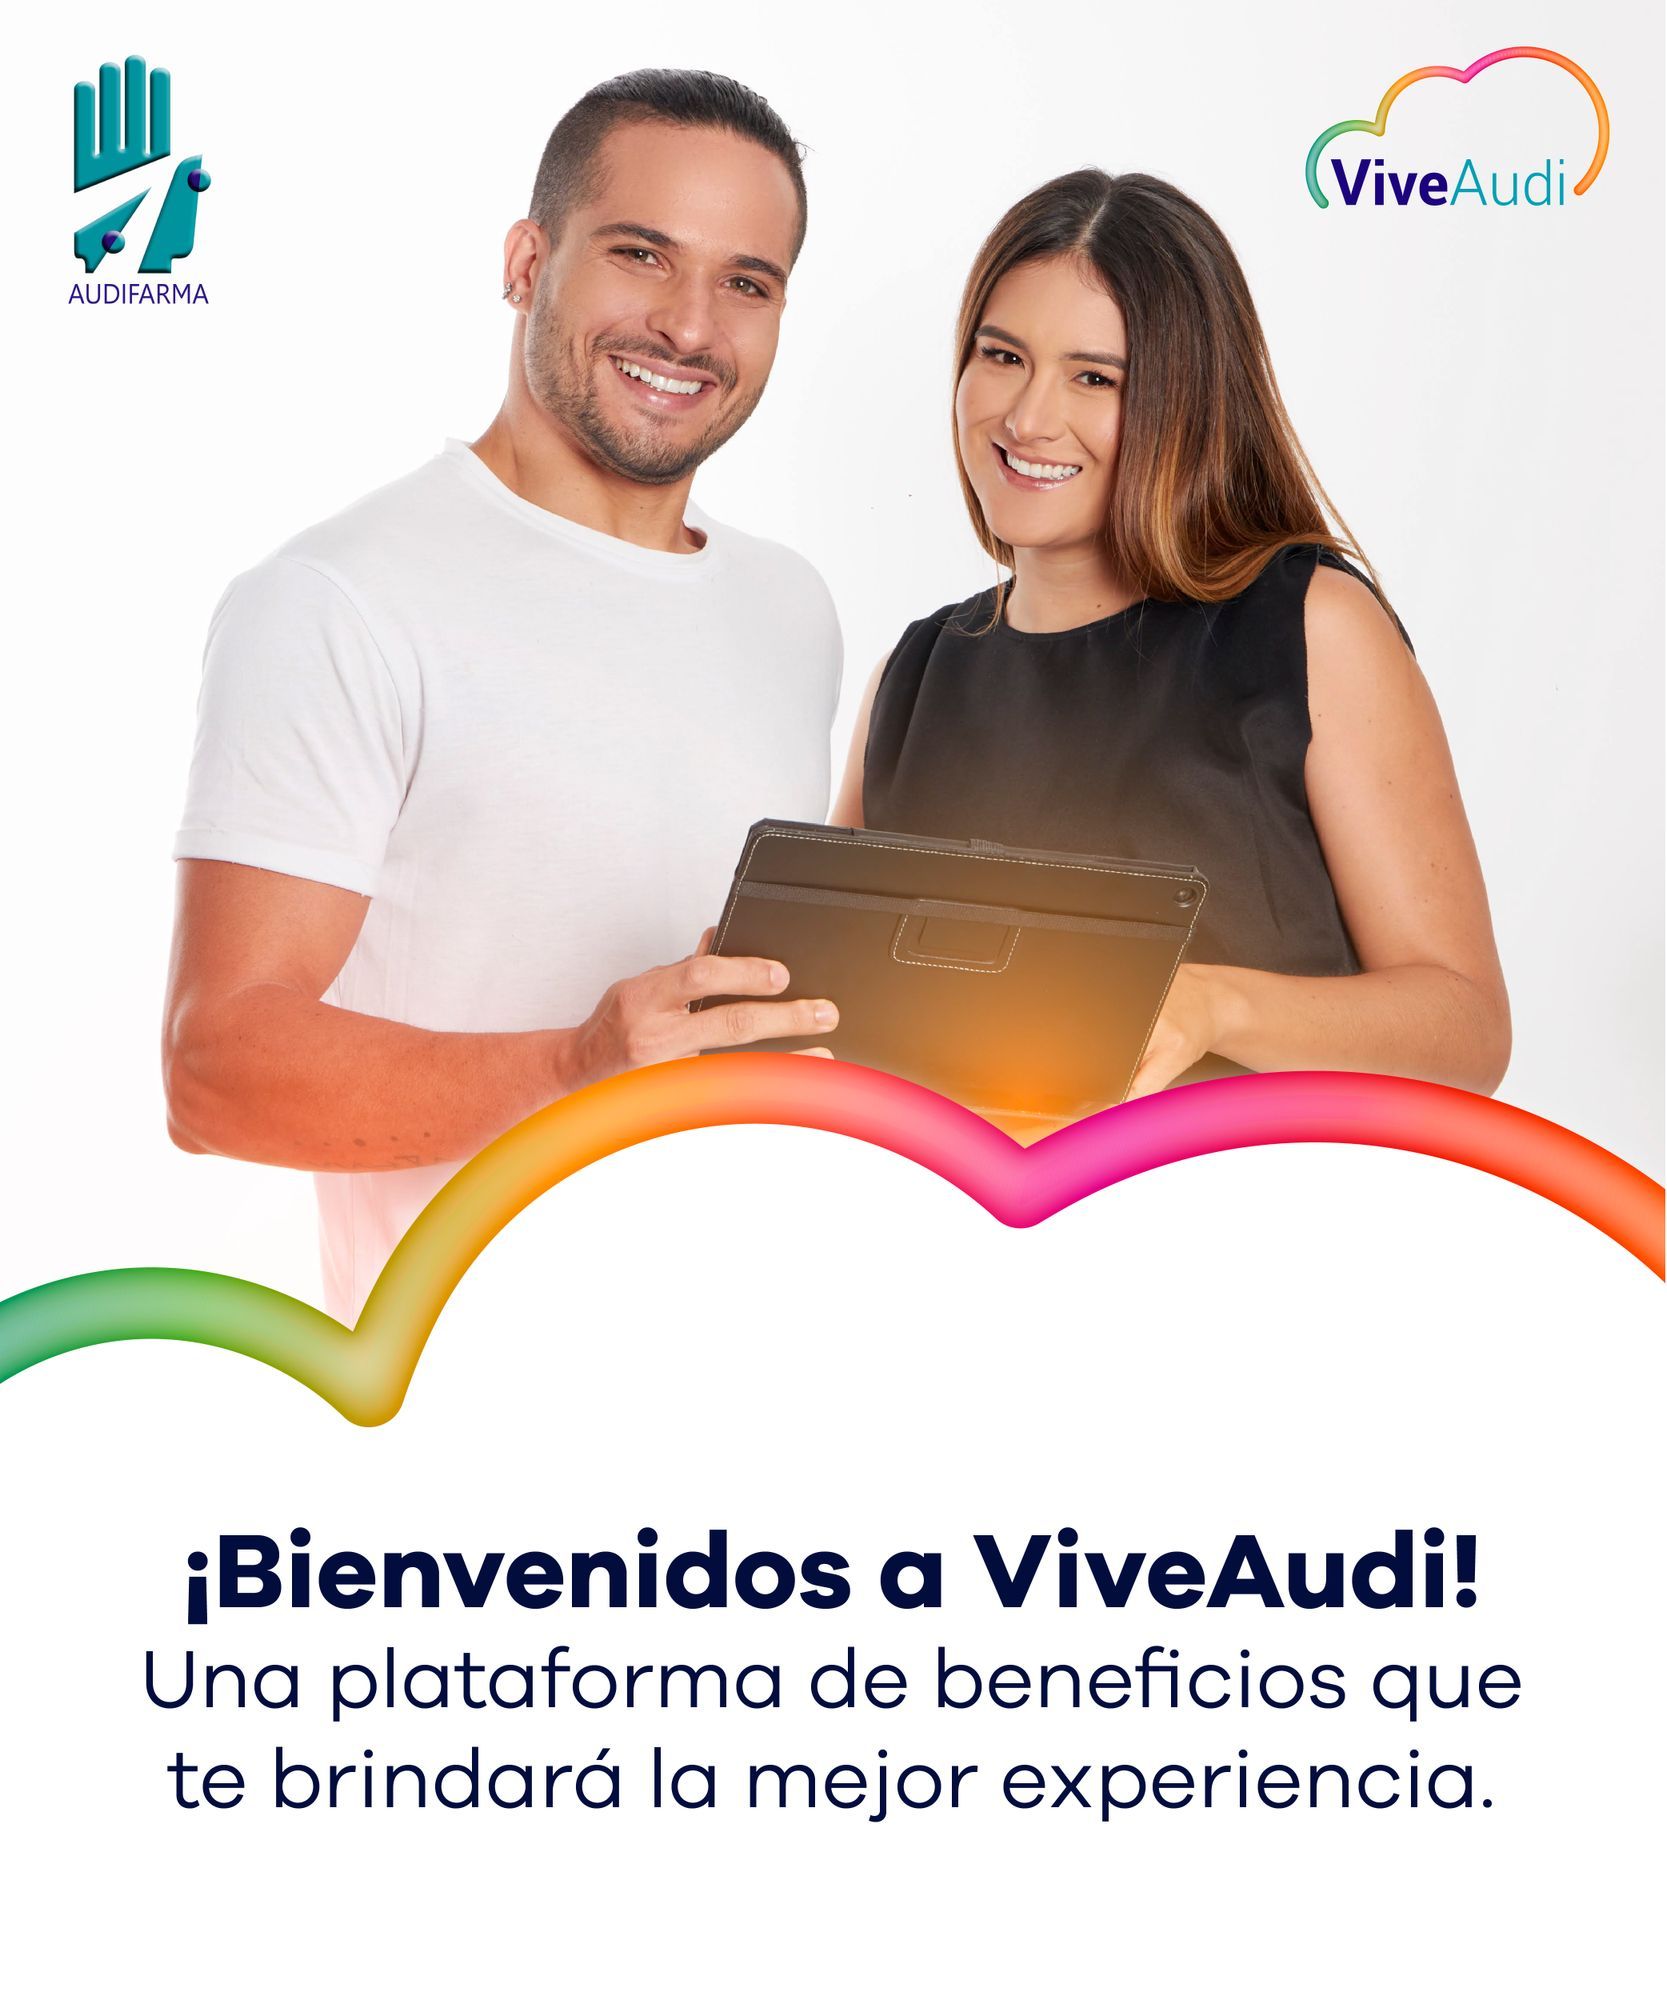 AUDIFARMA
ViveAudi
¡Bienvenidos a ViveAudi!
Una plataforma de beneficios que
te brindará la mejor experiencia.